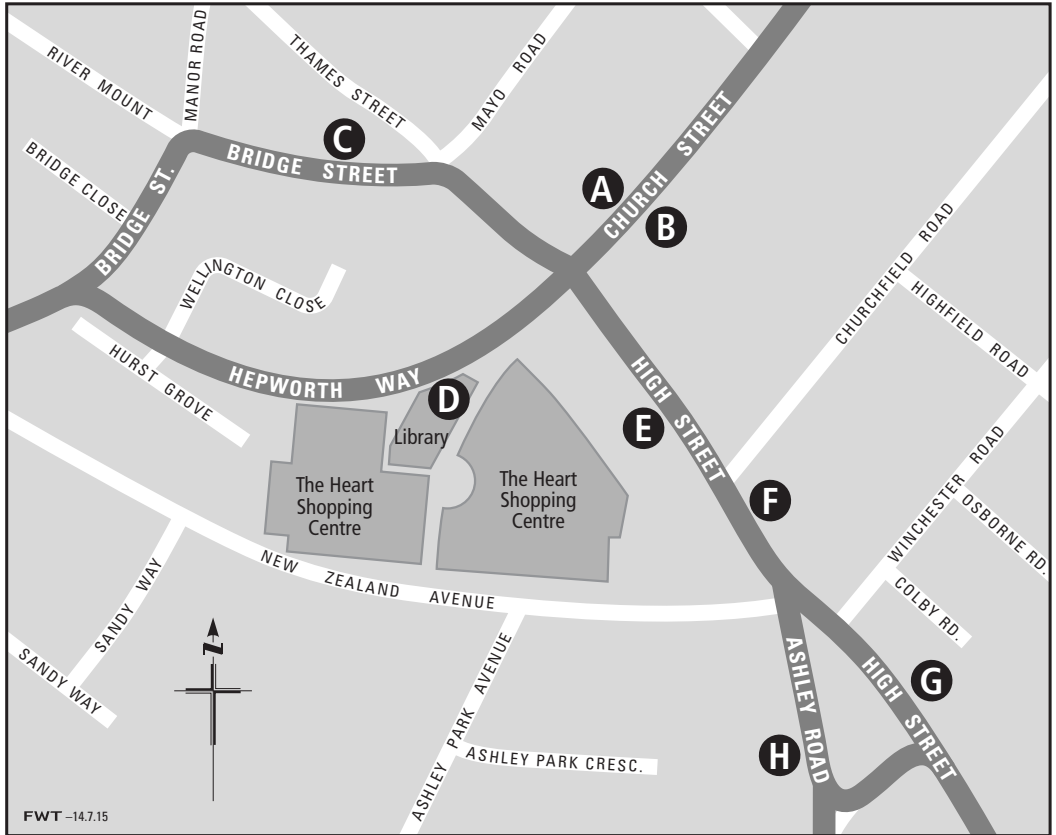 RIVER MOUNT
MANOR ROAD
THAMES STREET
MAYO ROAD
BRIDGE CLOSE
BRIDGE ST.
BRIDGE STREET
C
A
CHURCH STREET
B
WELLINGTON CLOSE
HURST GROVE
HEPWORTH WAY
D
Library
The Heart
Shopping
Centre
The Heart
Shopping
Centre
HIGH STREET
E
F
CHURCHFIELD ROAD
HIGHFIELD ROAD
WINCHESTER ROAD
OSBORNE RD.
COLBY RD.
NEW ZEALAND AVENUE
SANDY WAY
SANDY WAY
N
ASHLEY PARK AVENUE
ASHLEY PARK CRESC.
ASHLEY ROAD
H
HIGH STREET
G
FWT –14.7.15